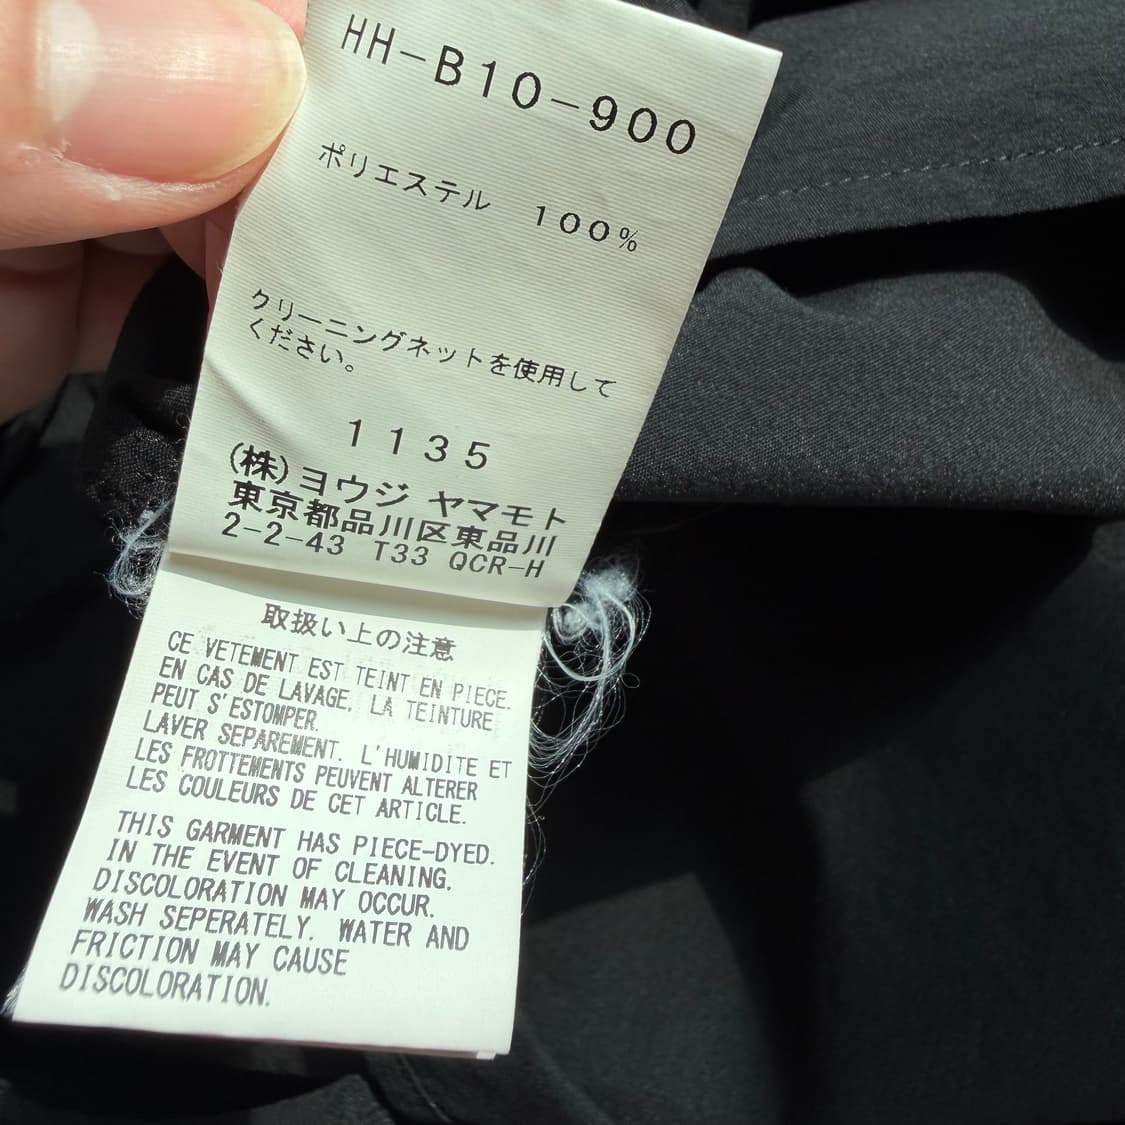 HH-B10-900
ポリエステル 100%
クリーニングネットを使用して
ください。
1135
(株)ヨウジ ヤマモト
東京都品川区東品川
2-2-43 T33 QCR-H
取扱い上の注意
CE VETEMENT EST TEINT EN PIECE.
EN CAS DE LAVAGE, LA TEINTURE
PEUT S'ESTOMPER.
LAVER SEPAREMENT. L'HUMIDITE ET
LES FROTTEMENTS PEUVENT ALTERER
LES COULEURS DE CET ARTICLE.
THIS GARMENT HAS PIECE-DYED.
IN THE EVENT OF CLEANING,
DISCOLORATION MAY OCCUR.
WASH SEPERATELY. WATER AND
FRICTION MAY CAUSE
DISCOLORATION.